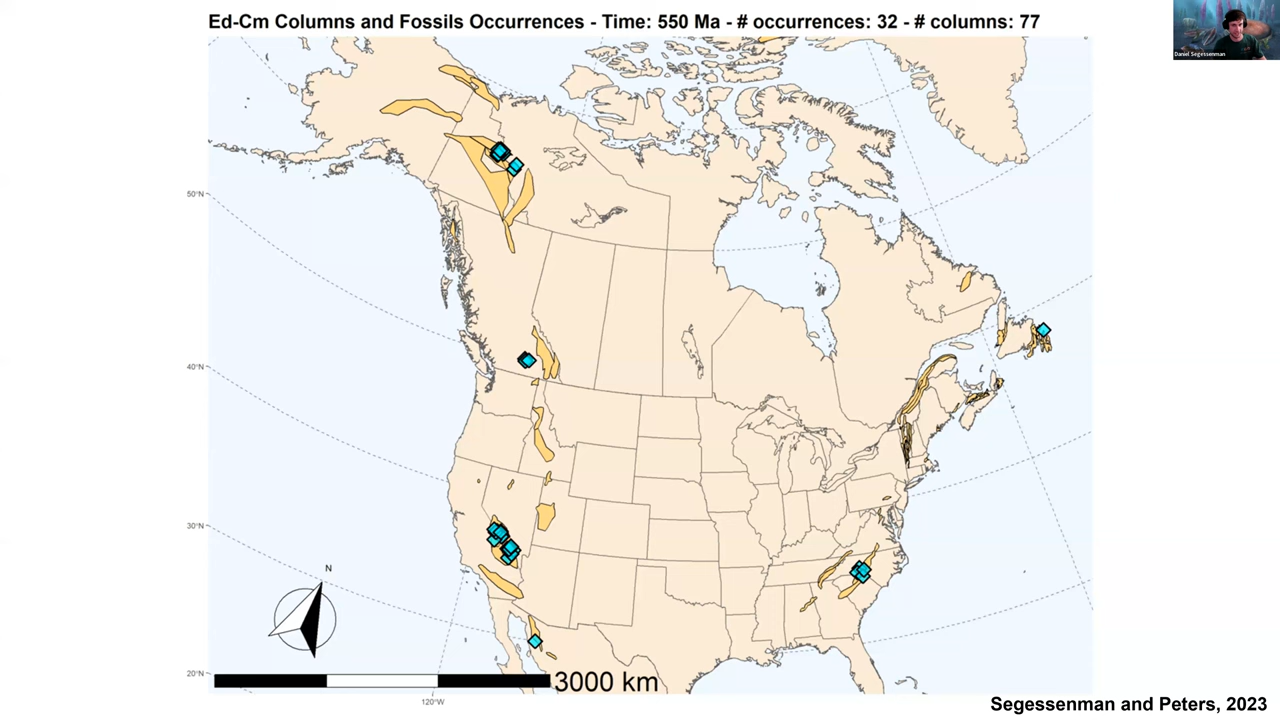 Ed-Cm Columns and Fossils Occurrences - Time: 550 Ma - # occurrences: 32 - # columns: 77
Daniel Segessenman
50°N
40°N
30°N
N
20°N
3000 km
120°W
Segessenman and Peters, 2023